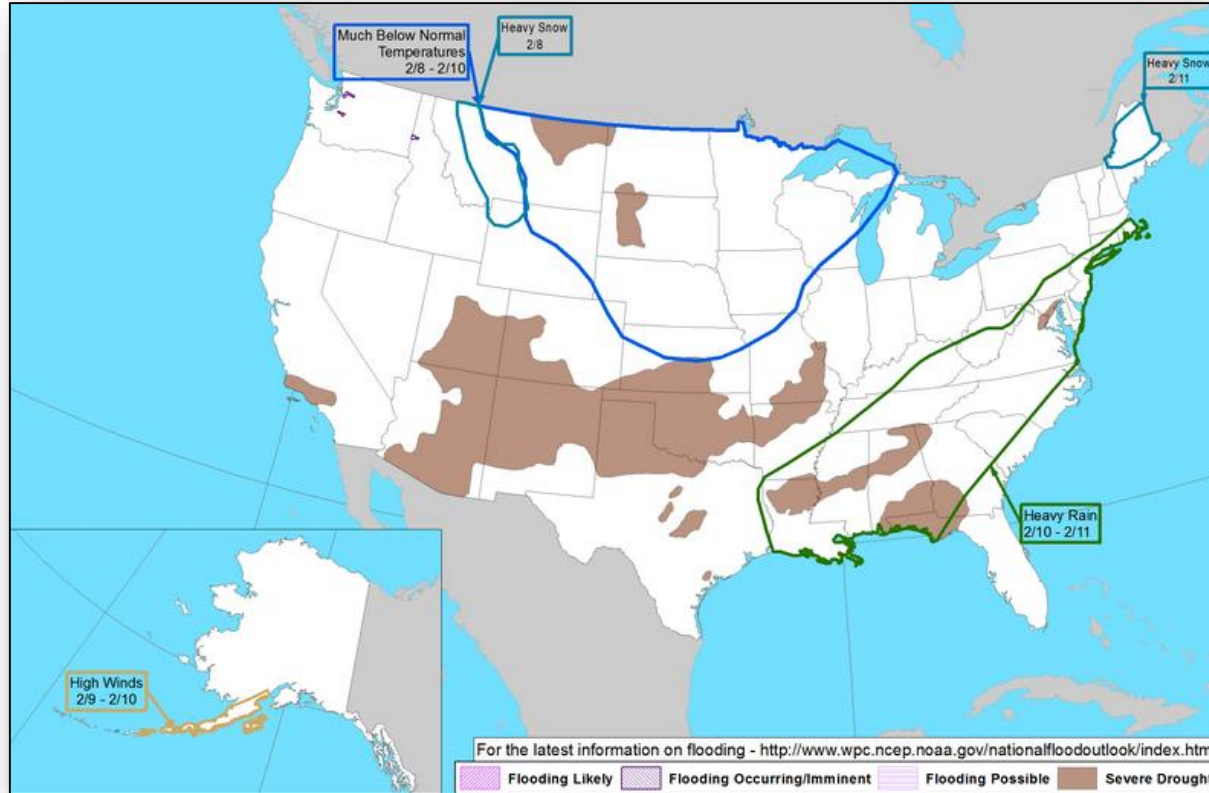 Much Below Normal
Temperatures
2/8 - 2/10
Heavy Snow
2/8
Heavy Snow
2/11
Heavy Rain
2/10 - 2/11
High Winds
2/9 - 2/10
For the latest information on flooding - http://www.wpc.ncep.noaa.gov/nationalfloodoutlook/index.htm
Flooding Likely Flooding Occurring/Imminent Flooding Possible Severe Drought